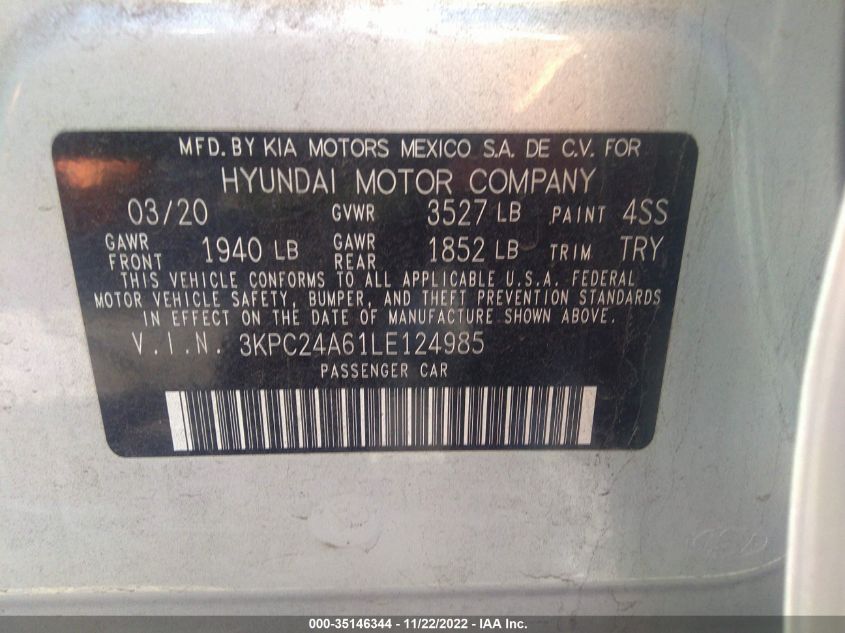 MFD. BY KIA MOTORS MEXICO S.A. DE C.V. FOR
HYUNDAI MOTOR COMPANY
03/20 GVWR 3527 LB PAINT 4SS
GAWR FRONT 1940 LB GAWR REAR 1852 LB TRIM TRY
THIS VEHICLE CONFORMS TO ALL APPLICABLE U.S.A. FEDERAL
MOTOR VEHICLE SAFETY, BUMPER, AND THEFT PREVENTION STANDARDS
IN EFFECT ON THE DATE OF MANUFACTURE SHOWN ABOVE.
V.I.N. 3KPC24A61LE124985
PASSENGER CAR
000-35146344 - 11/22/2022 - IAA Inc.